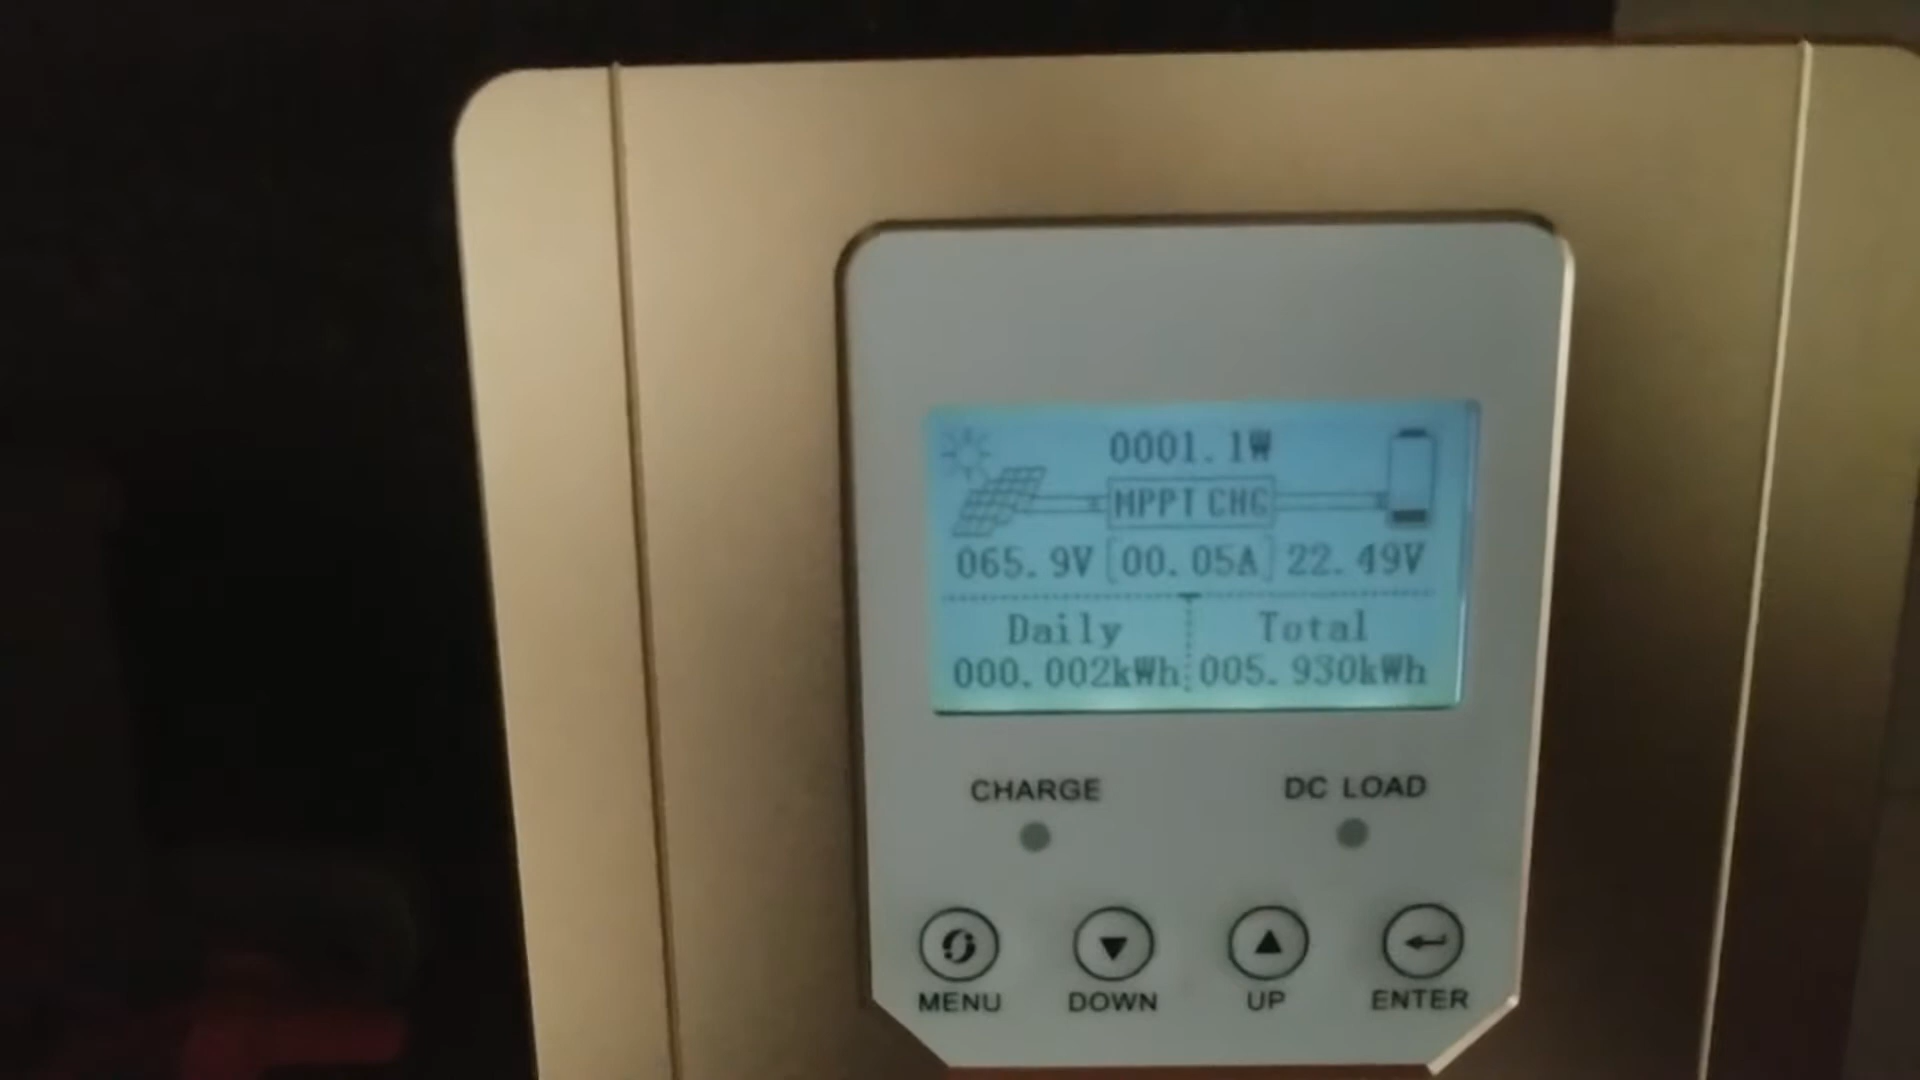 0001.1W
MPPT CHG
065.9V [00.05A] 22.49V
Daily Total
000.002kWh 005.930kWh
CHARGE DC LOAD
MENU DOWN UP ENTER